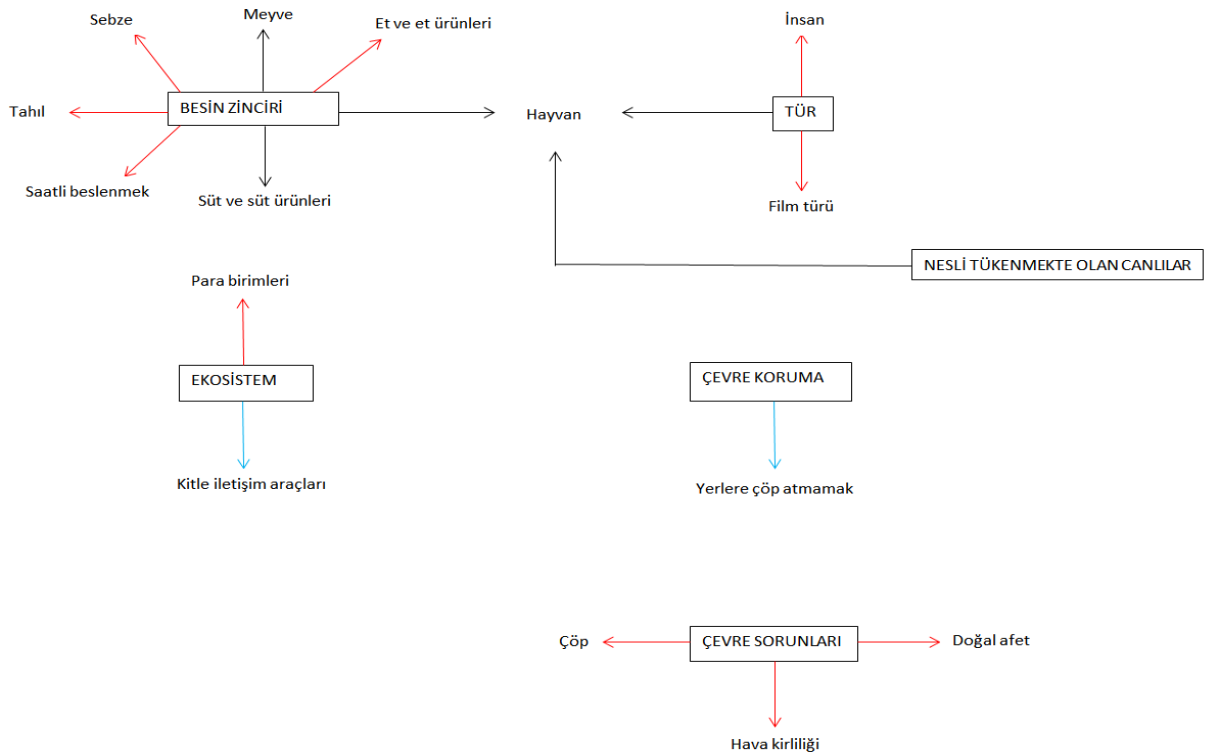 Sebze
Meyve
Et ve et ürünleri
İnsan
Tahıl
BESİN ZİNCİRİ
Hayvan
TÜR
Saatli beslenmek
Süt ve süt ürünleri
Film türü
NESLİ TÜKENMEKTE OLAN CANLILAR
Para birimleri
EKOSİSTEM
ÇEVRE KORUMA
Kitle iletişim araçları
Yerlere çöp atmamak
Çöp
ÇEVRE SORUNLARI
Doğal afet
Hava kirliliği